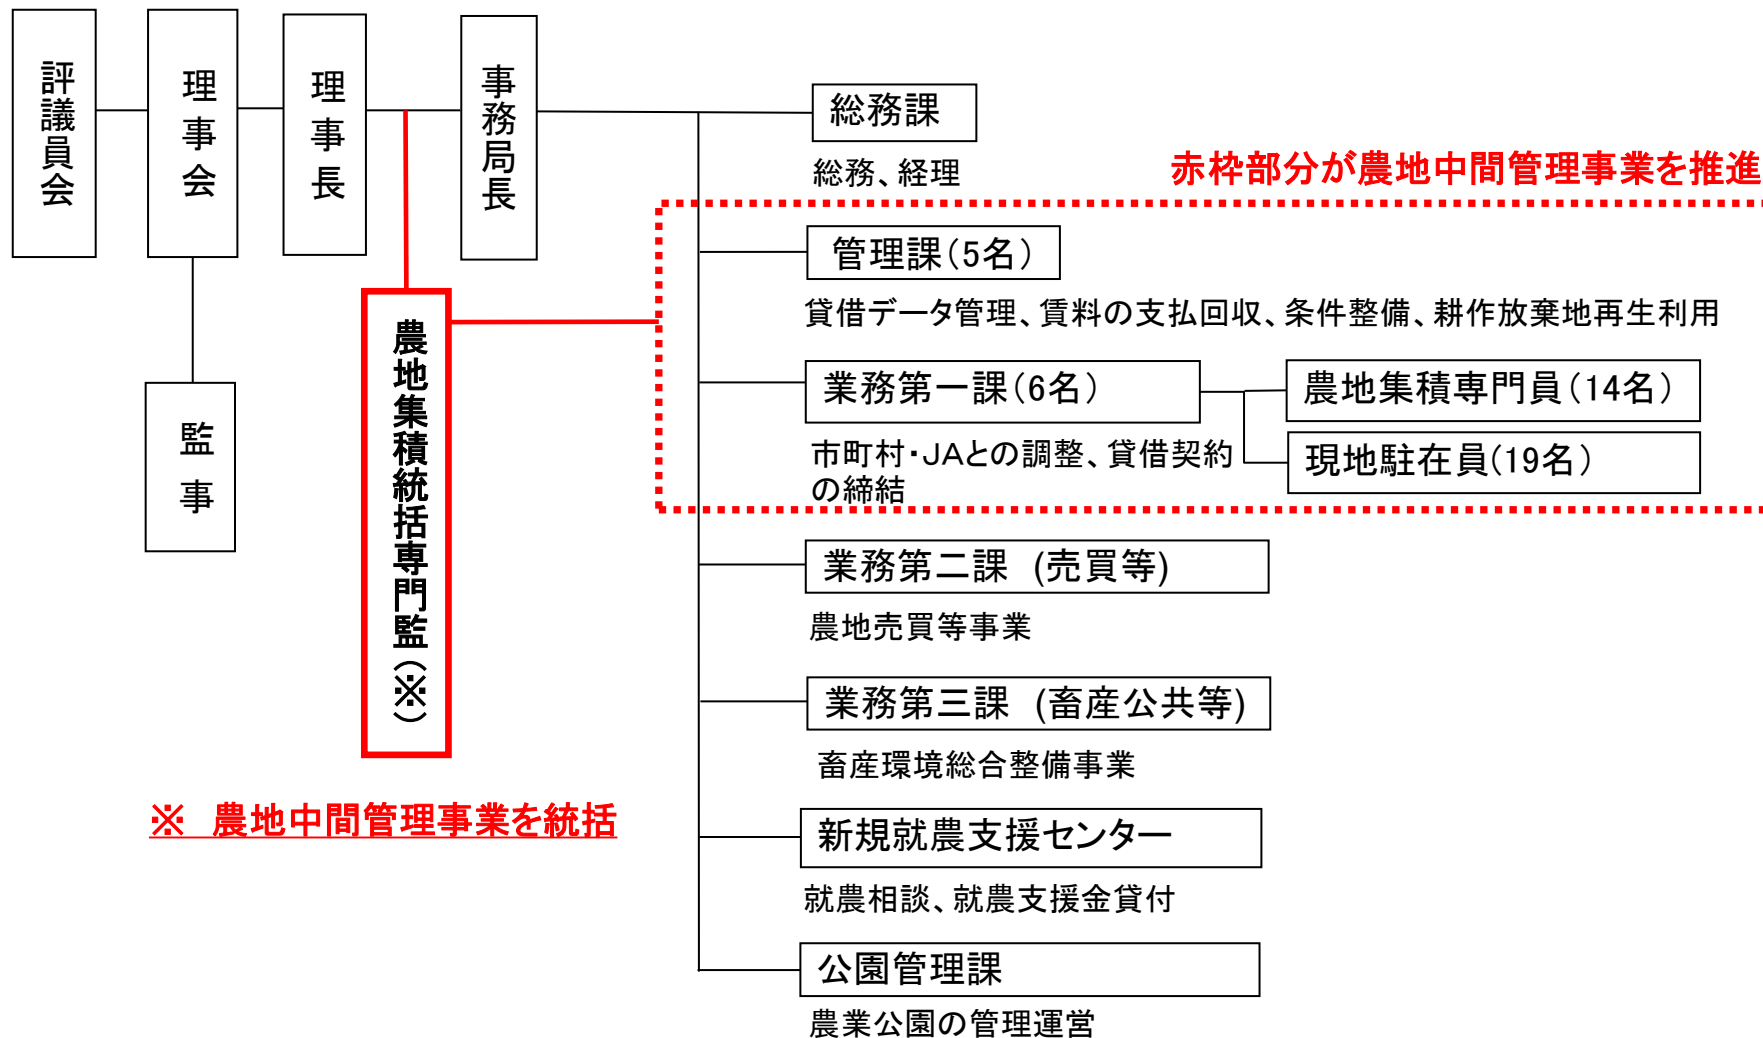 評議員会
理事会
理事長
事務局長
監事
農地集積統括専門監(※)
※　農地中間管理事業を統括
総務課
総務、経理
赤枠部分が農地中間管理事業を推進
管理課(5名)
貸借データ管理、賃料の支払回収、条件整備、耕作放棄地再生利用
業務第一課(6名)
農地集積専門員(14名)
市町村・JAとの調整、貸借契約
の締結
現地駐在員(19名)
業務第二課 (売買等)
農地売買等事業
業務第三課 (畜産公共等)
畜産環境総合整備事業
新規就農支援センター
就農相談、就農支援金貸付
公園管理課
農業公園の管理運営